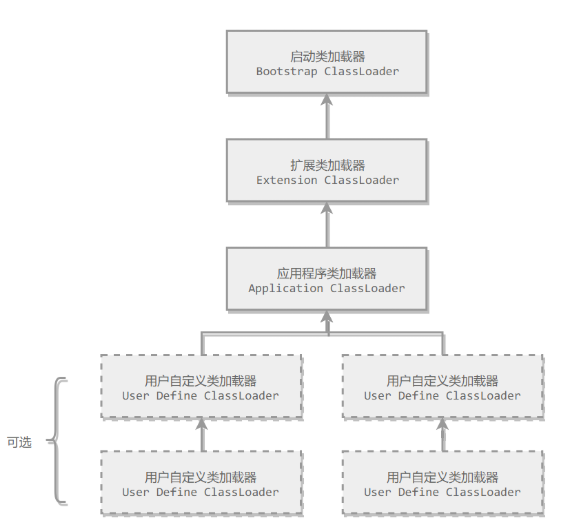 启动类加载器
Bootstrap ClassLoader
扩展类加载器
Extension ClassLoader
应用程序类加载器
Application ClassLoader
用户自定义类加载器
User Define ClassLoader
用户自定义类加载器
User Define ClassLoader
可选
用户自定义类加载器
User Define ClassLoader
用户自定义类加载器
User Define ClassLoader